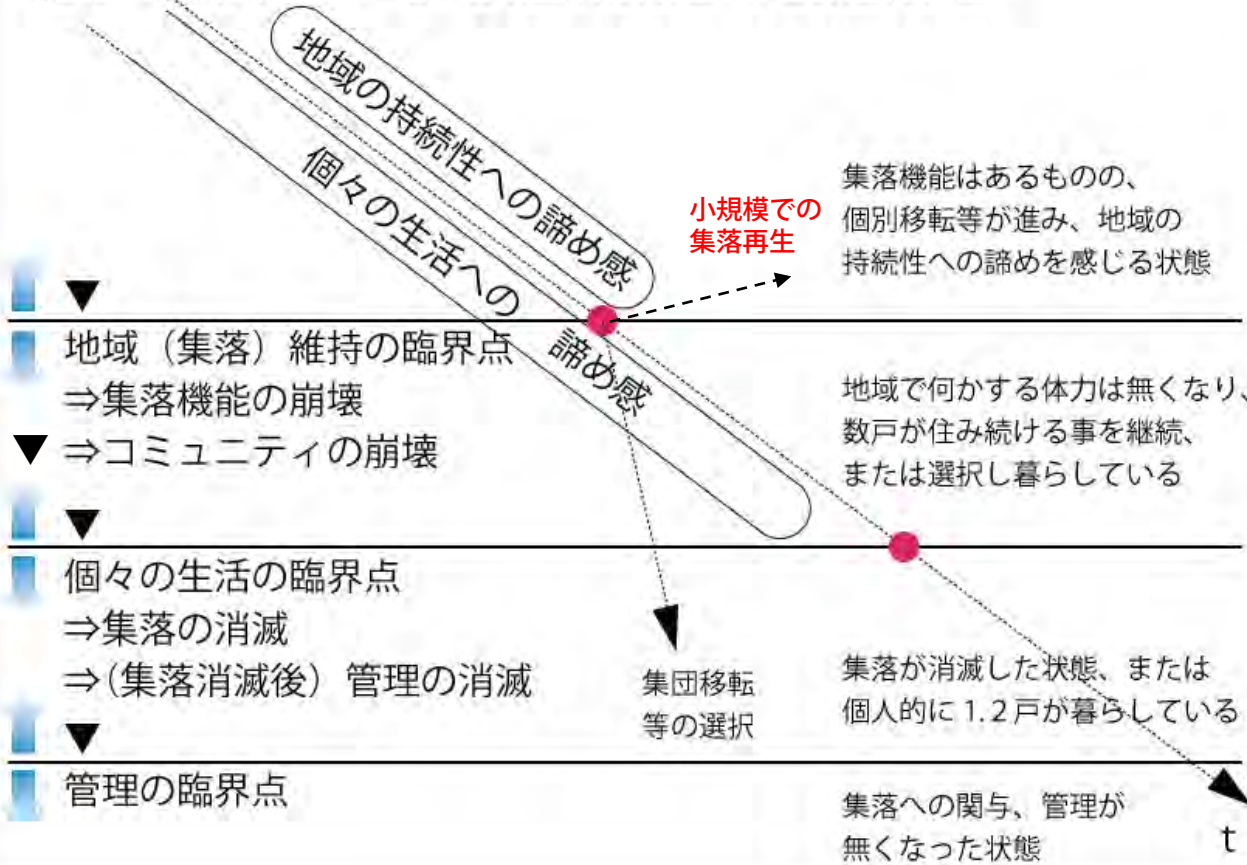 地域の持続性への諦め感
個々の生活への 諦め感
小規模での
集落再生
集落機能はあるものの、
個別移転等が進み、地域の
持続性への諦めを感じる状態
▼
地域（集落）維持の臨界点
⇒集落機能の崩壊
▼ ⇒コミュニティの崩壊
地域で何かする体力は無くなり、
数戸が住み続ける事を継続、
または選択し暮らしている
▼
個々の生活の臨界点
⇒集落の消滅
⇒(集落消滅後）管理の消滅
集団移転
等の選択
集落が消滅した状態、または
個人的に 1.2 戸が暮らしている
▼
管理の臨界点
集落への関与、管理が
無くなった状態
t